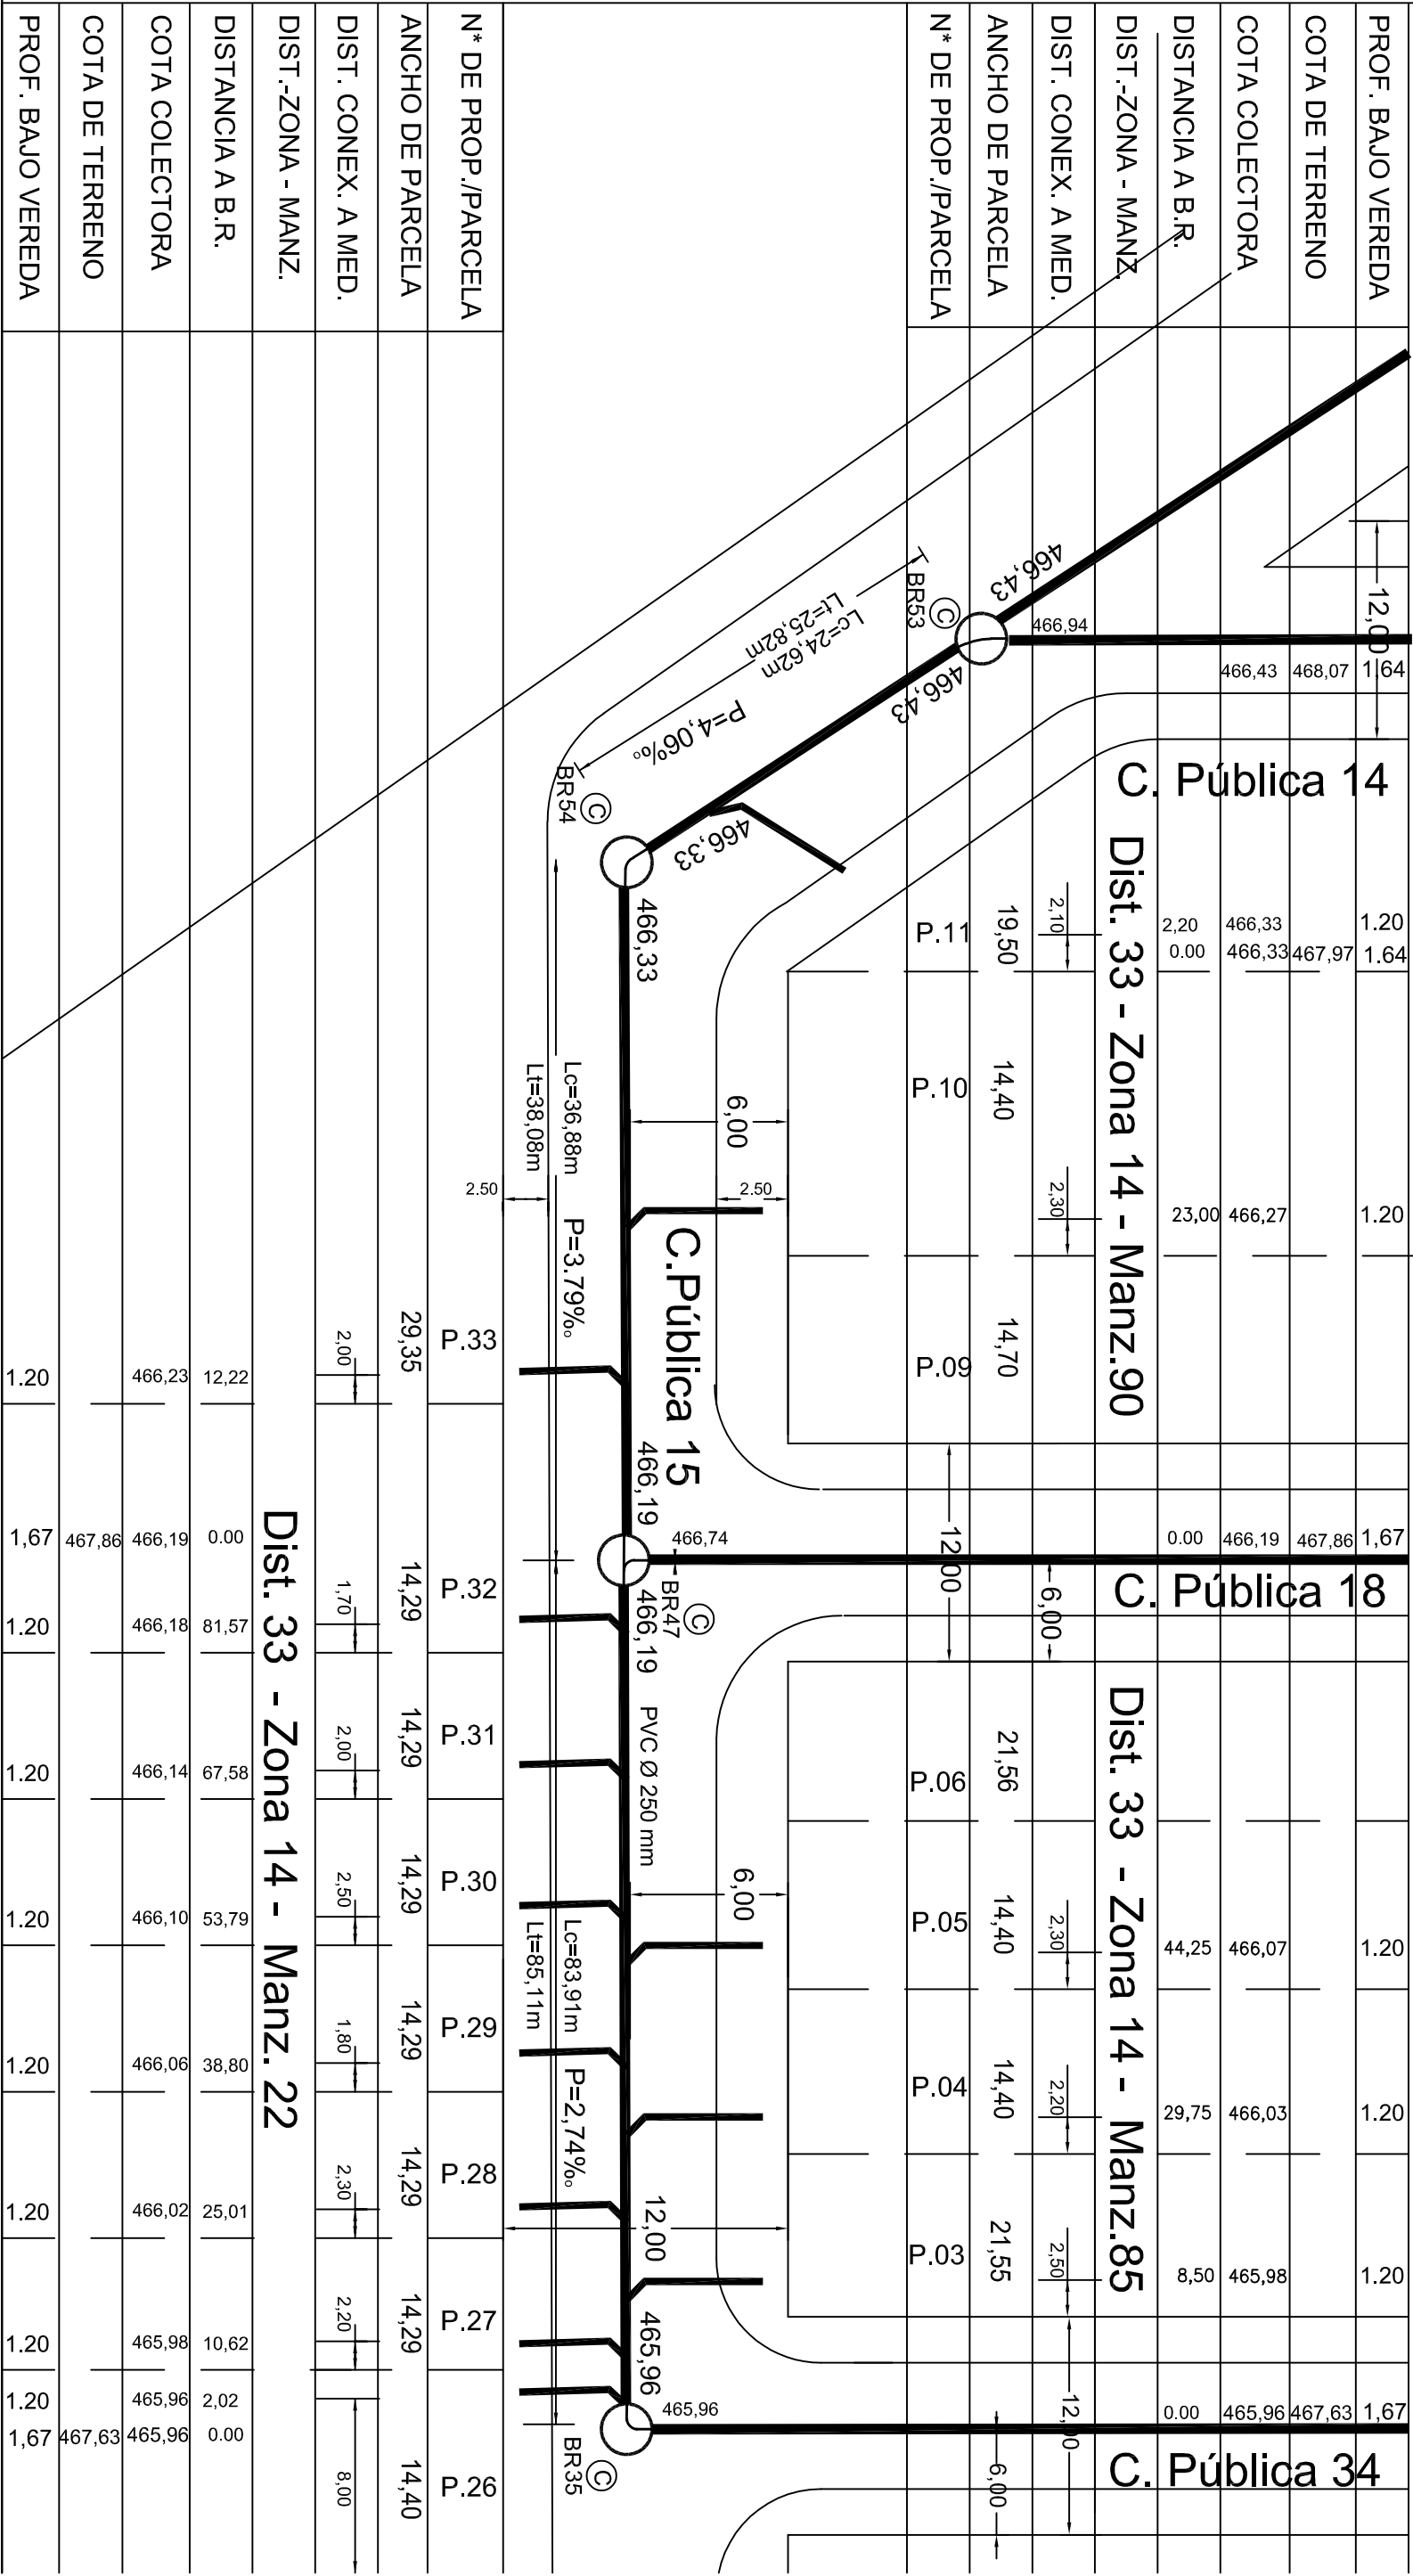 PROF. BAJO VEREDA
COTA DE TERRENO
COTA COLECTORA
DISTANCIA A B.R.
DIST.-ZONA - MANZ.
DIST. CONEX. A MED.
ANCHO DE PARCELA
N* DE PROP./PARCELA
12,00
1,64
468,07
466,43
466,94
C. Pública 14
1.20
466,33
2,20
1.64
467,97
466,33
0.00
2,10
19,50
P.11
14,40
P.10
1.20
466,27
23,00
2,30
14,70
P.09
Dist. 33 - Zona 14 - Manz.90
1,67
467,86
466,19
0.00
466,74
12,00
6,00
C. Pública 18
21,56
P.06
1.20
466,07
44,25
2,30
14,40
P.05
1.20
466,03
29,75
2,20
14,40
P.04
1.20
465,98
8,50
2,50
21,55
P.03
Dist. 33 - Zona 14 - Manz.85
1,67
467,63
465,96
0.00
465,96
12,00
6,00
C. Pública 34
466,43
C
BR53
466,43
Lc=24,62m
Lt=25,82m
P=4,06‰
466,33
C
BR54
466,33
6,00
2.50
2.50
C.Pública 15
Lc=36,88m
Lt=38,08m
P=3.79‰
466,19
C
BR47
466,19
PVC Ø 250 mm
6,00
Lc=83,91m
Lt=85,11m
P=2,74‰
12,00
465,96
C
BR35
N* DE PROP./PARCELA
ANCHO DE PARCELA
DIST. CONEX. A MED.
DIST.-ZONA - MANZ.
DISTANCIA A B.R.
COTA COLECTORA
COTA DE TERRENO
PROF. BAJO VEREDA
P.33
29,35
2,00
12,22
466,23
1.20
0.00
466,19
467,86
1,67
P.32
14,29
1,70
81,57
466,18
1.20
P.31
14,29
2,00
67,58
466,14
1.20
P.30
14,29
2,50
53,79
466,10
1.20
P.29
14,29
1,80
38,80
466,06
1.20
P.28
14,29
2,30
25,01
466,02
1.20
P.27
14,29
2,20
10,62
465,98
1.20
2,02
465,96
1.20
0.00
465,96
467,63
1,67
P.26
14,40
8,00
Dist. 33 - Zona 14 - Manz. 22